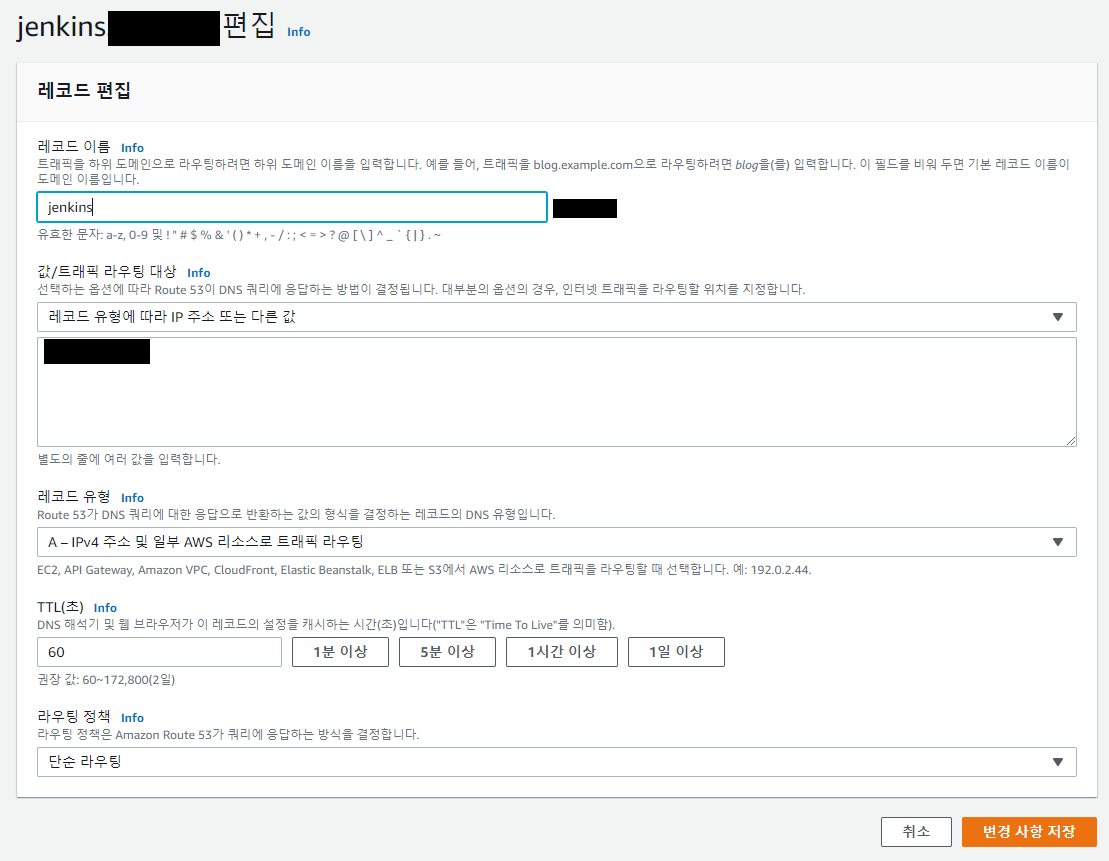 jenkins 편집 Info
레코드 편집
레코드 이름 Info
트래픽을 하위 도메인으로 라우팅하려면 하위 도메인 이름을 입력합니다. 예를 들어, 트래픽을 blog.example.com으로 라우팅하려면 blog을(를) 입력합니다. 이 필드를 비워 두면 기본 레코드 이름이
도메인 이름입니다.
jenkins
유효한 문자: a-z, 0-9 및 ! " # $ % & ' ( ) * + , - / : ; < = > ? @ [ \ ] ^ _ ` { | } . ~
값/트래픽 라우팅 대상 Info
선택하는 옵션에 따라 Route 53이 DNS 쿼리에 응답하는 방법이 결정됩니다. 대부분의 옵션의 경우, 인터넷 트래픽을 라우팅할 위치를 지정합니다.
레코드 유형에 따라 IP 주소 또는 다른 값
별도의 줄에 여러 값을 입력합니다.
레코드 유형 Info
Route 53가 DNS 쿼리에 대한 응답으로 반환하는 값의 형식을 결정하는 레코드의 DNS 유형입니다.
A – IPv4 주소 및 일부 AWS 리소스로 트래픽 라우팅
EC2, API Gateway, Amazon VPC, CloudFront, Elastic Beanstalk, ELB 또는 S3에서 AWS 리소스로 트래픽을 라우팅할 때 선택합니다. 예: 192.0.2.44.
TTL(초) Info
DNS 해석기 및 웹 브라우저가 이 레코드의 설정을 캐시하는 시간(초)입니다("TTL"은 "Time To Live"를 의미함).
60 1분 이상 5분 이상 1시간 이상 1일 이상
권장 값: 60~172,800(2일)
라우팅 정책 Info
라우팅 정책은 Amazon Route 53가 쿼리에 응답하는 방식을 결정합니다.
단순 라우팅
취소 변경 사항 저장